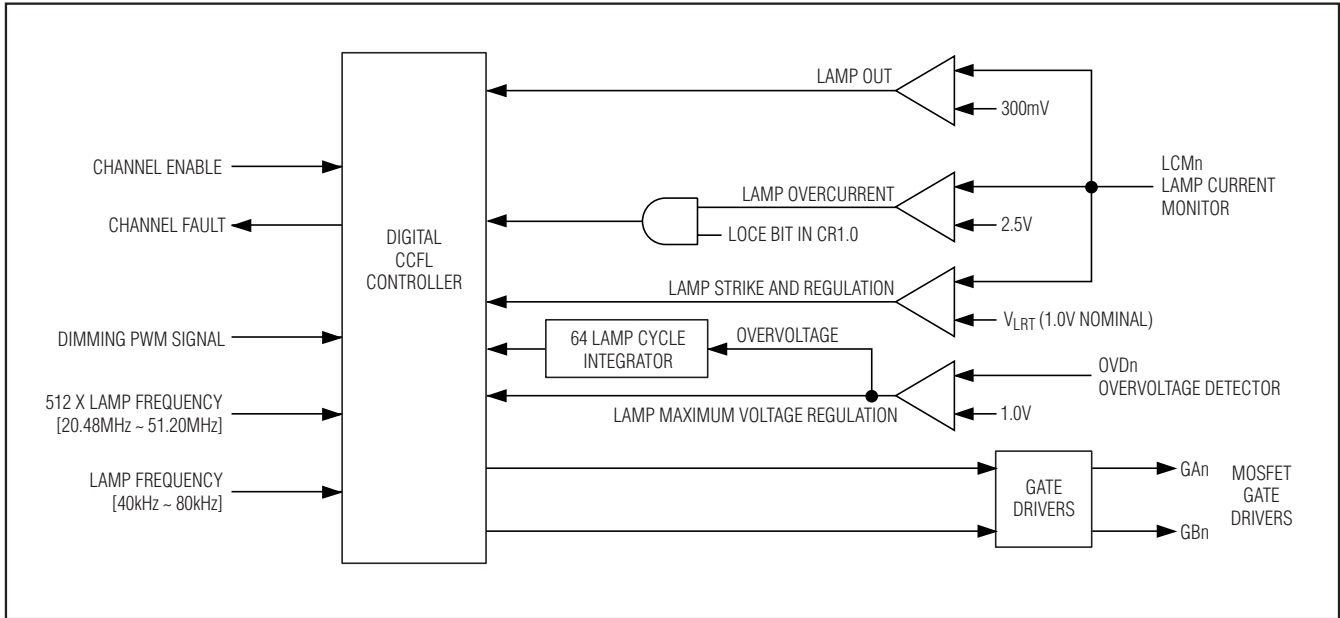 LAMP OUT
300mV
CHANNEL ENABLE
LCMn
LAMP CURRENT
MONITOR
LAMP OVERCURRENT
CHANNEL FAULT
2.5V
LOCE BIT IN CR1.0
DIGITAL
CCFL
CONTROLLER
LAMP STRIKE AND REGULATION
VLRT (1.0V NOMINAL)
DIMMING PWM SIGNAL
64 LAMP CYCLE
INTEGRATOR
OVERVOLTAGE
OVDn
OVERVOLTAGE DETECTOR
512 X LAMP FREQUENCY
[20.48MHz ~ 51.20MHz]
LAMP MAXIMUM VOLTAGE REGULATION
1.0V
LAMP FREQUENCY
[40kHz ~ 80kHz]
GATE
DRIVERS
GAn
GBn
MOSFET
GATE
DRIVERS